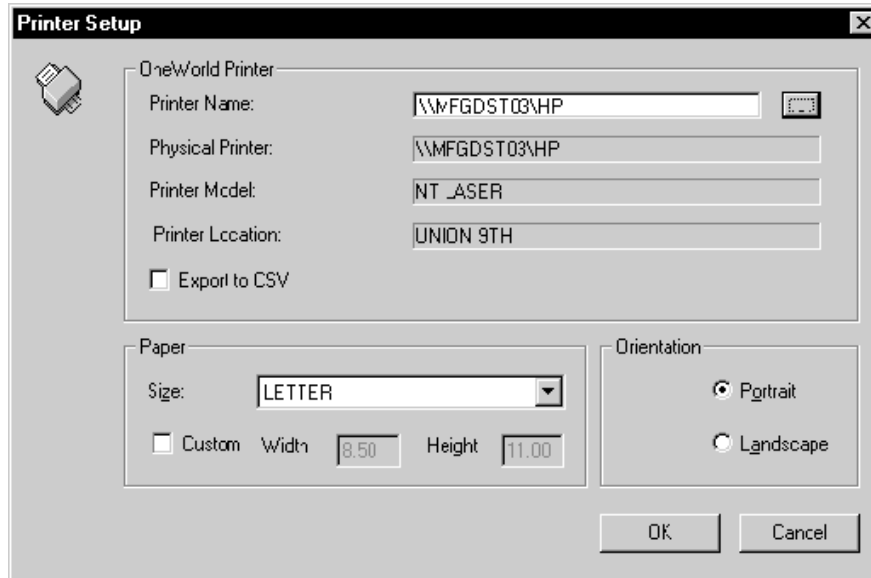 Printer Setup
OneWorld Printer
Printer Name: \\MFGDST03\HP
Physical Printer: \\MFGDST03\HP
Printer Model: NT LASER
Printer Location: UNION 9TH
Export to CSV
Paper
Size: LETTER
Custom Width 8.50 Height 11.00
Orientation
Portrait
Landscape
OK Cancel